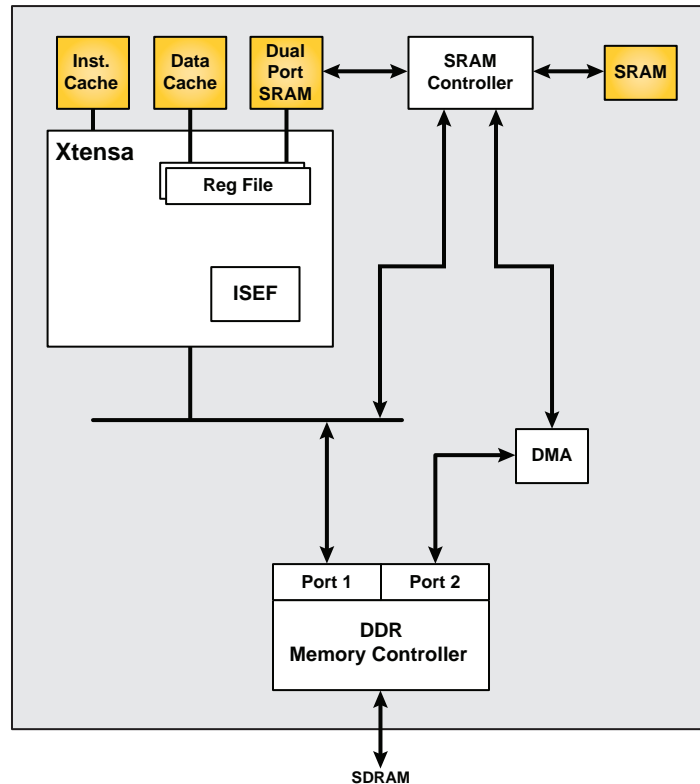 Inst.
Cache
Data
Cache
Dual
Port
SRAM
SRAM
Controller
SRAM
Xtensa
Reg File
ISEF
DMA
Port 1
Port 2
DDR
Memory Controller
SDRAM